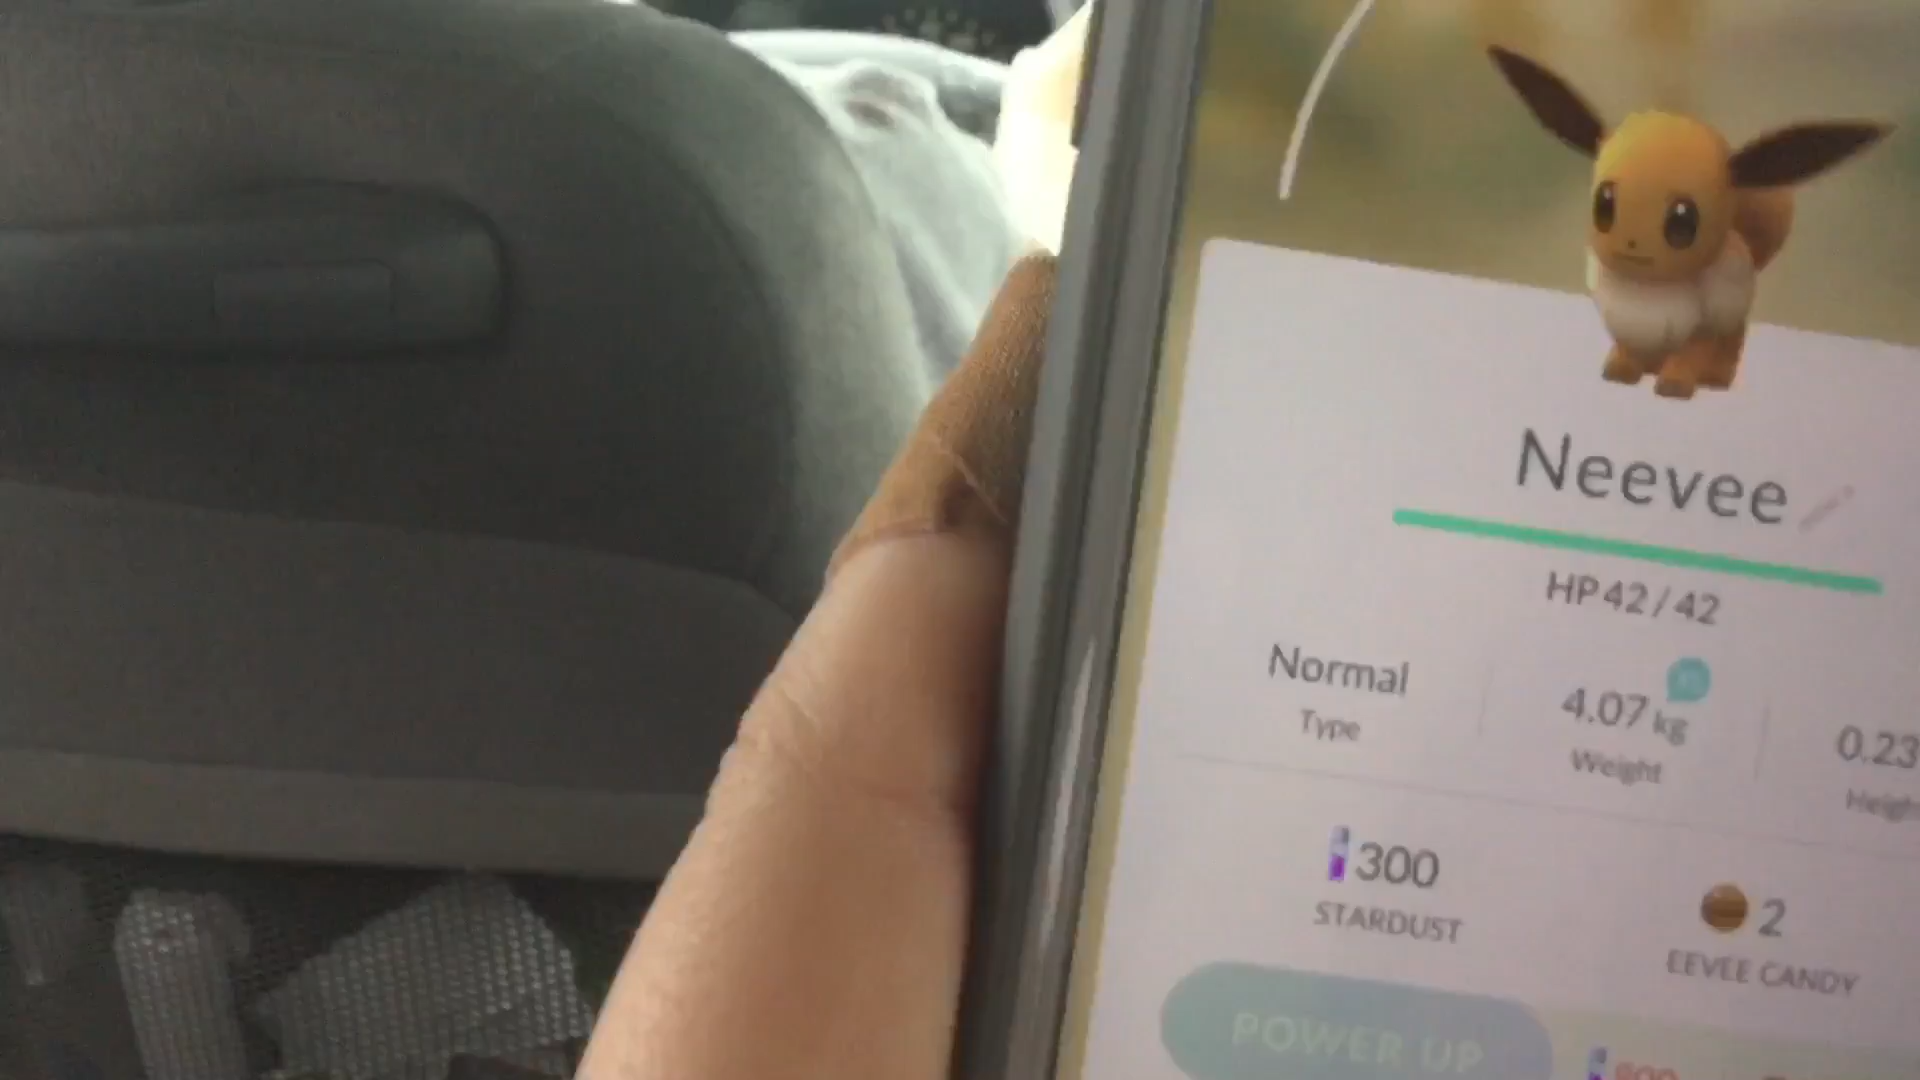 Neevee
HP 42 / 42
Normal
4.07 kg
0.23
Type
Weight
Height
300
2
STARDUST
EEVEE CANDY
POWER UP